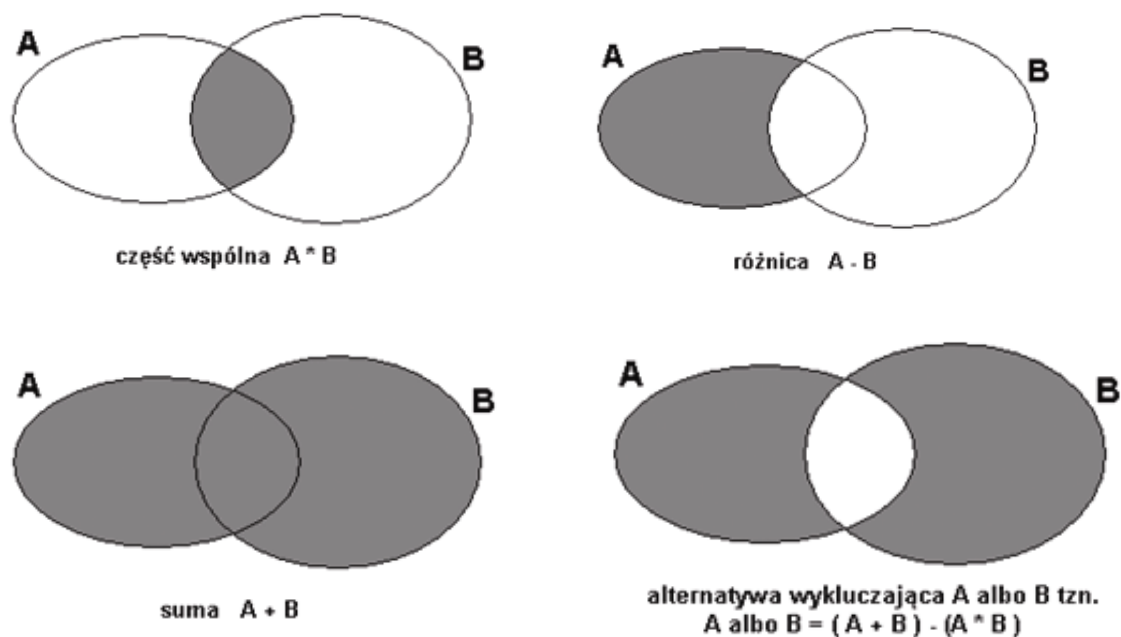 A
B
część wspólna A * B
A
B
różnica A - B
A
B
suma A + B
A
B
alternatywa wykluczająca A albo B tzn.
A albo B = ( A + B ) - (A * B )